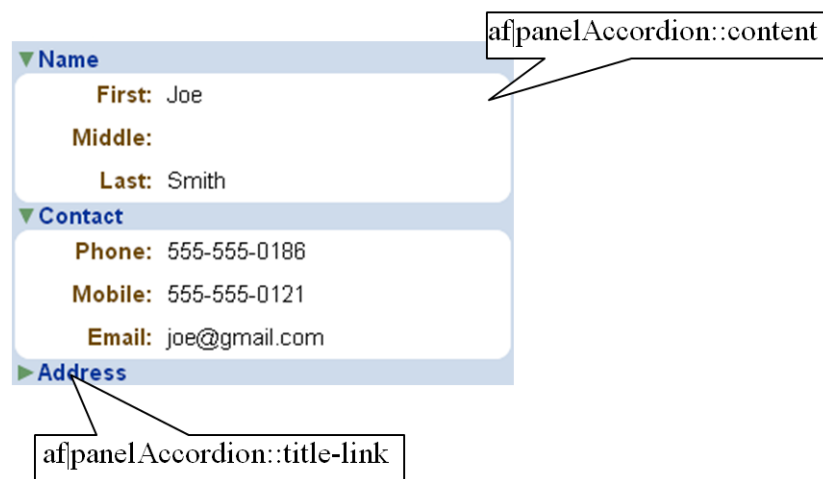 af|panelAccordion::content
Name
First: Joe
Middle:
Last: Smith
Contact
Phone: 555-555-0186
Mobile: 555-555-0121
Email: joe@gmail.com
Address
af|panelAccordion::title-link